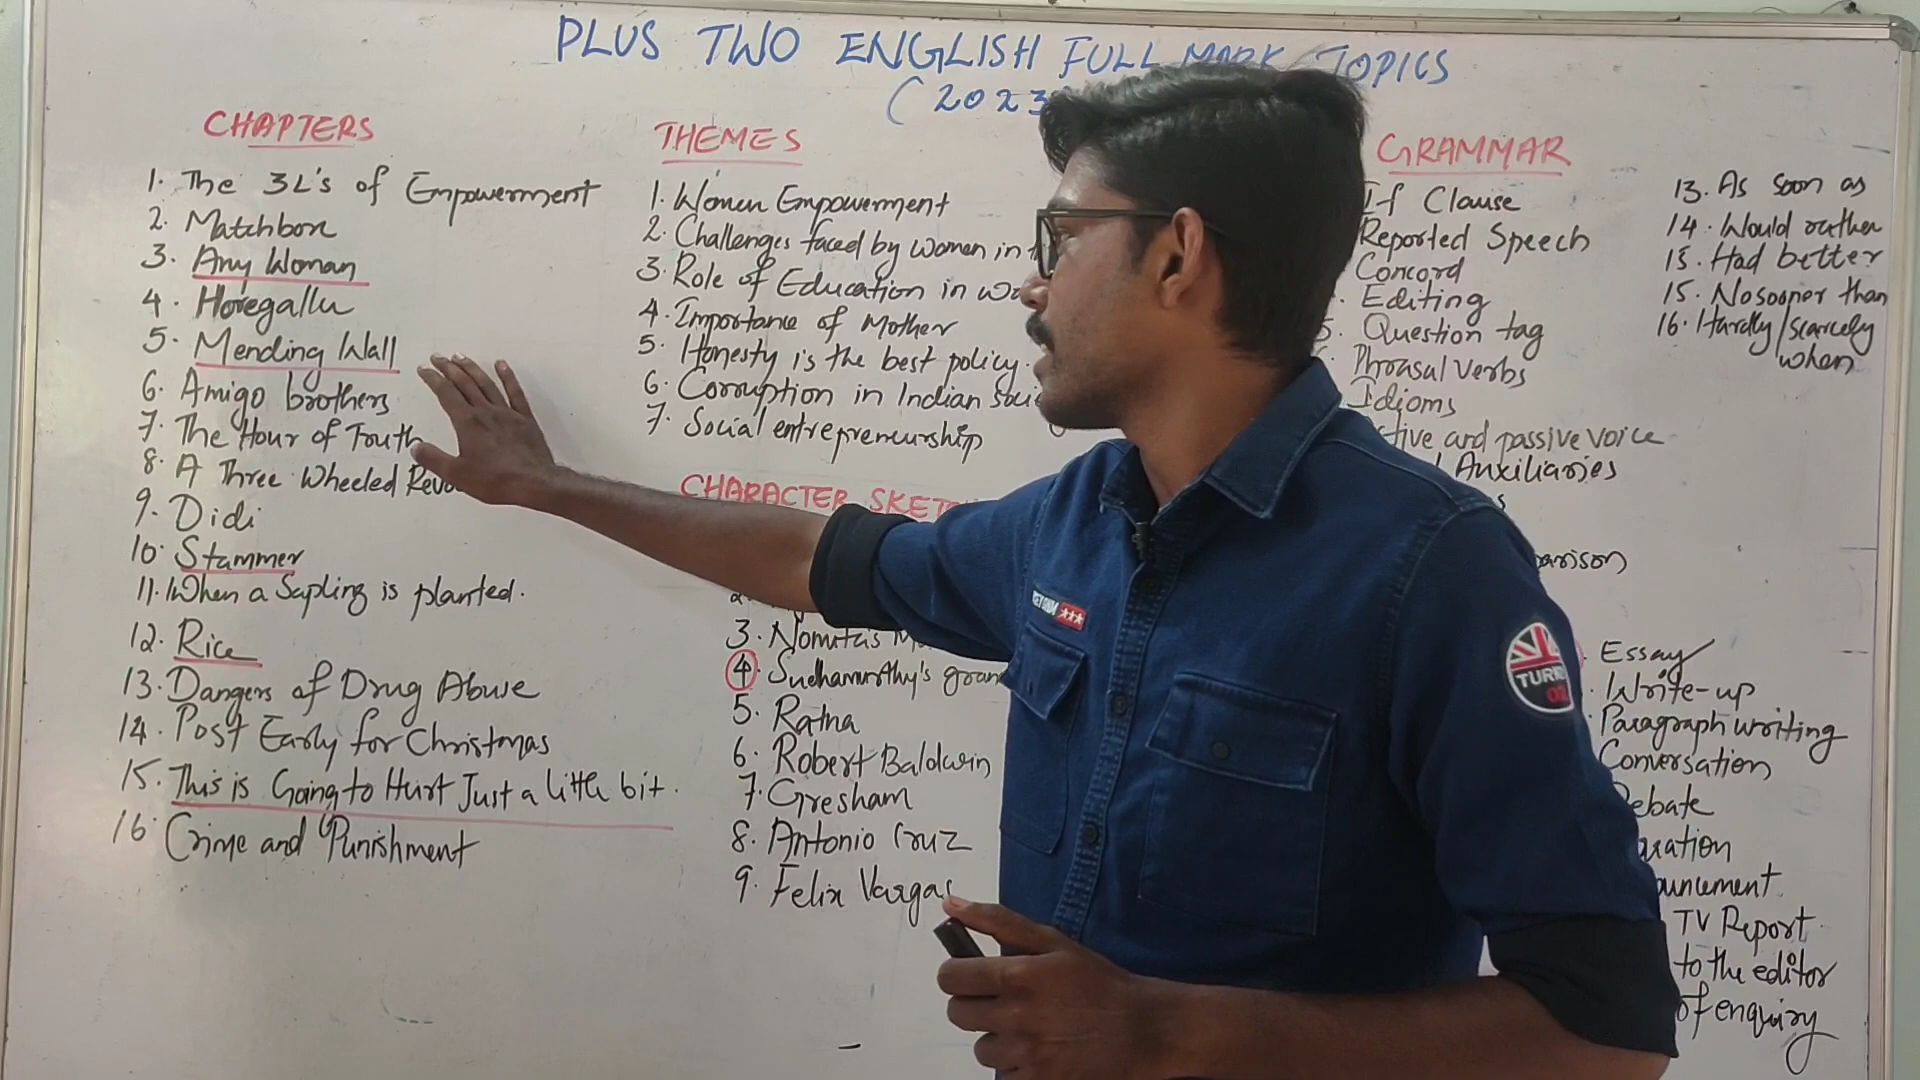 PLUS TWO ENGLISH FULL MARK TOPICS
(2023
CHAPTERS
1. The 3L's of Empowerment
2. Matchbox
3. Any Woman
4. Horegallu
5. Mending Wall
6. Amigo brothers
7. The Hour of Truth
8. A Three Wheeled
9. Didi
10. Stammer
11. When a Sapling is planted.
12. Rice
13. Dangers of Drug Abuse
14. Post Early for Christmas
15. This is Going to Hurt Just a little bit.
16. Crime and Punishment
THEMES
1. Women Empowerment
2. Challenges faced by women in
3. Role of Education in
4. Importance of Mother
5. Honesty is the best policy.
6. Corruption in Indian
7. Social entrepreneurship
CHARACTER
3. Nomita's
4. Sudhamurthy's
5. Ratna
6. Robert Baldwin
7. Gresham
8. Antonio Cruz
9. Felix Vargas
GRAMMAR
If Clause
Reported Speech
Concord
Editing
Question tag
Phrasal Verbs
Idioms
and passive voice
Auxiliaries
13. As soon as
14. Would rather
15. Had better
15. No sooner than
16. Hardly/scarcely
when
Essay
Write-up
Paragraph writing
Conversation
TV Report
to the editor
of enquiry
TURK